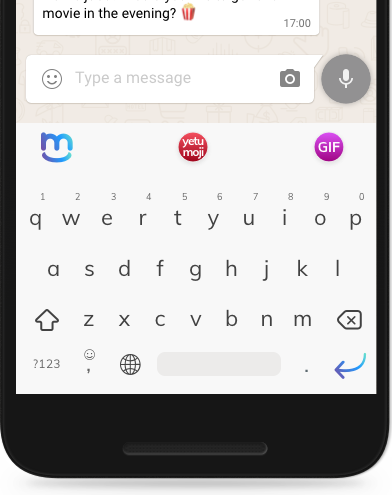 movie in the evening? 🍿
17:00
Type a message
m
yetu
moji
GIF
1 2 3 4 5 6 7 8 9 0
q w e r t y u i o p
a s d f g h j k l
z x c v b n m
?123 , .